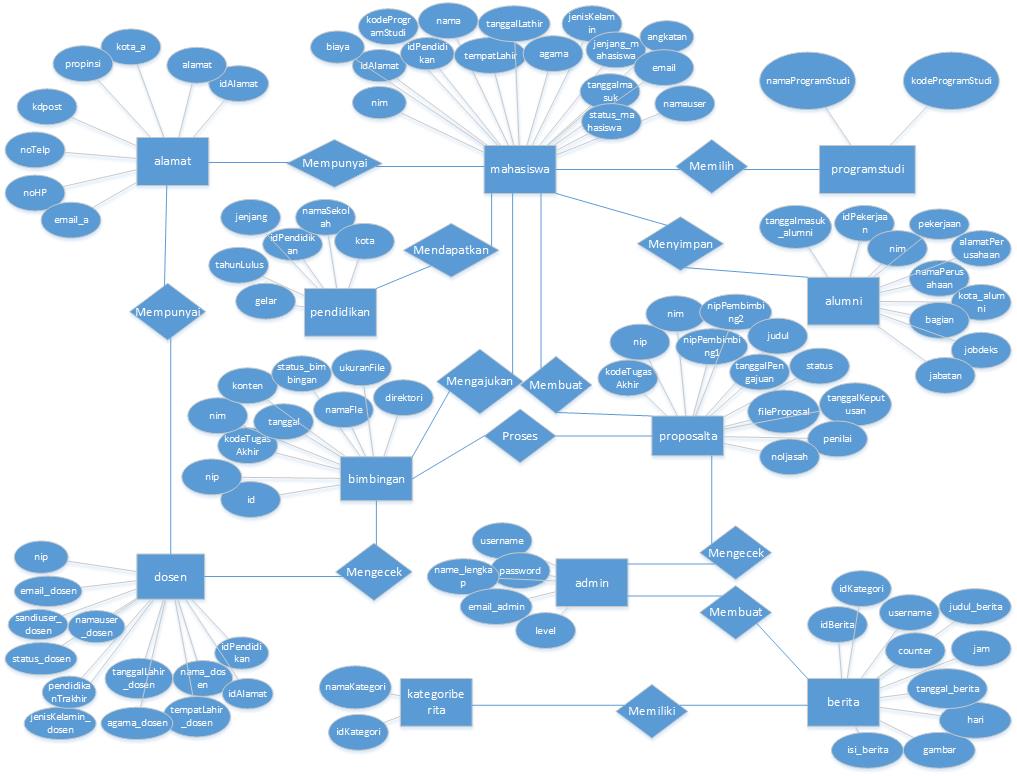 kodeProgr
amStudi
nama
tanggalLathir
jenisKelam
in
biaya
idAlamat
idPendidi
kan
tempatLahir
agama
jenjang_m
ahasiswa
angkatan
email
tanggalma
suk
nim
status_ma
hasiswa
namauser
kota_a
propinsi
alamat
idAlamat
kdpost
noTelp
noHP
email_a
alamat
Mempunyai
mahasiswa
Memilih
programstudi
namaProgramStudi
kodeProgramStudi
jenjang
namaSekol
ah
idPendidik
an
kota
tahunLulus
gelar
pendidikan
Mendapatkan
Menyimpan
tanggalmasuk
_alumni
idPekerjaa
n
pekerjaan
nim
alamatPer
usahaan
namaPerus
ahaan
kota_alum
ni
bagian
jobdeks
jabatan
alumni
Mempunyai
nipPembimbi
ng2
nim
nip
nipPembimbi
ng1
judul
kodeTugas
Akhir
tanggalPen
gajuan
status
fileProposal
tanggalKeput
usan
penilai
noIjasah
proposalta
Mengajukan
Membuat
Proses
status_bim
bingan
ukuranFile
konten
namaFIe
direktori
nim
tanggal
kodeTugas
Akhir
nip
id
bimbingan
Mengecek
dosen
nip
email_dosen
sandiuser_
dosen
namauser
_dosen
status_dosen
pendidika
nTrakhir
jenisKelamin_
dosen
tanggalLahir
_dosen
agama_dosen
nama_dos
en
tempatLahir
_dosen
idPendidi
kan
idAlamat
username
name_lengka
p
password
email_admin
level
admin
Mengecek
Membuat
idKategori
idBerita
username
judul_berita
counter
jam
tanggal_berita
hari
gambar
isi_berita
berita
namaKategori
idKategori
kategoribe
rita
Memiliki